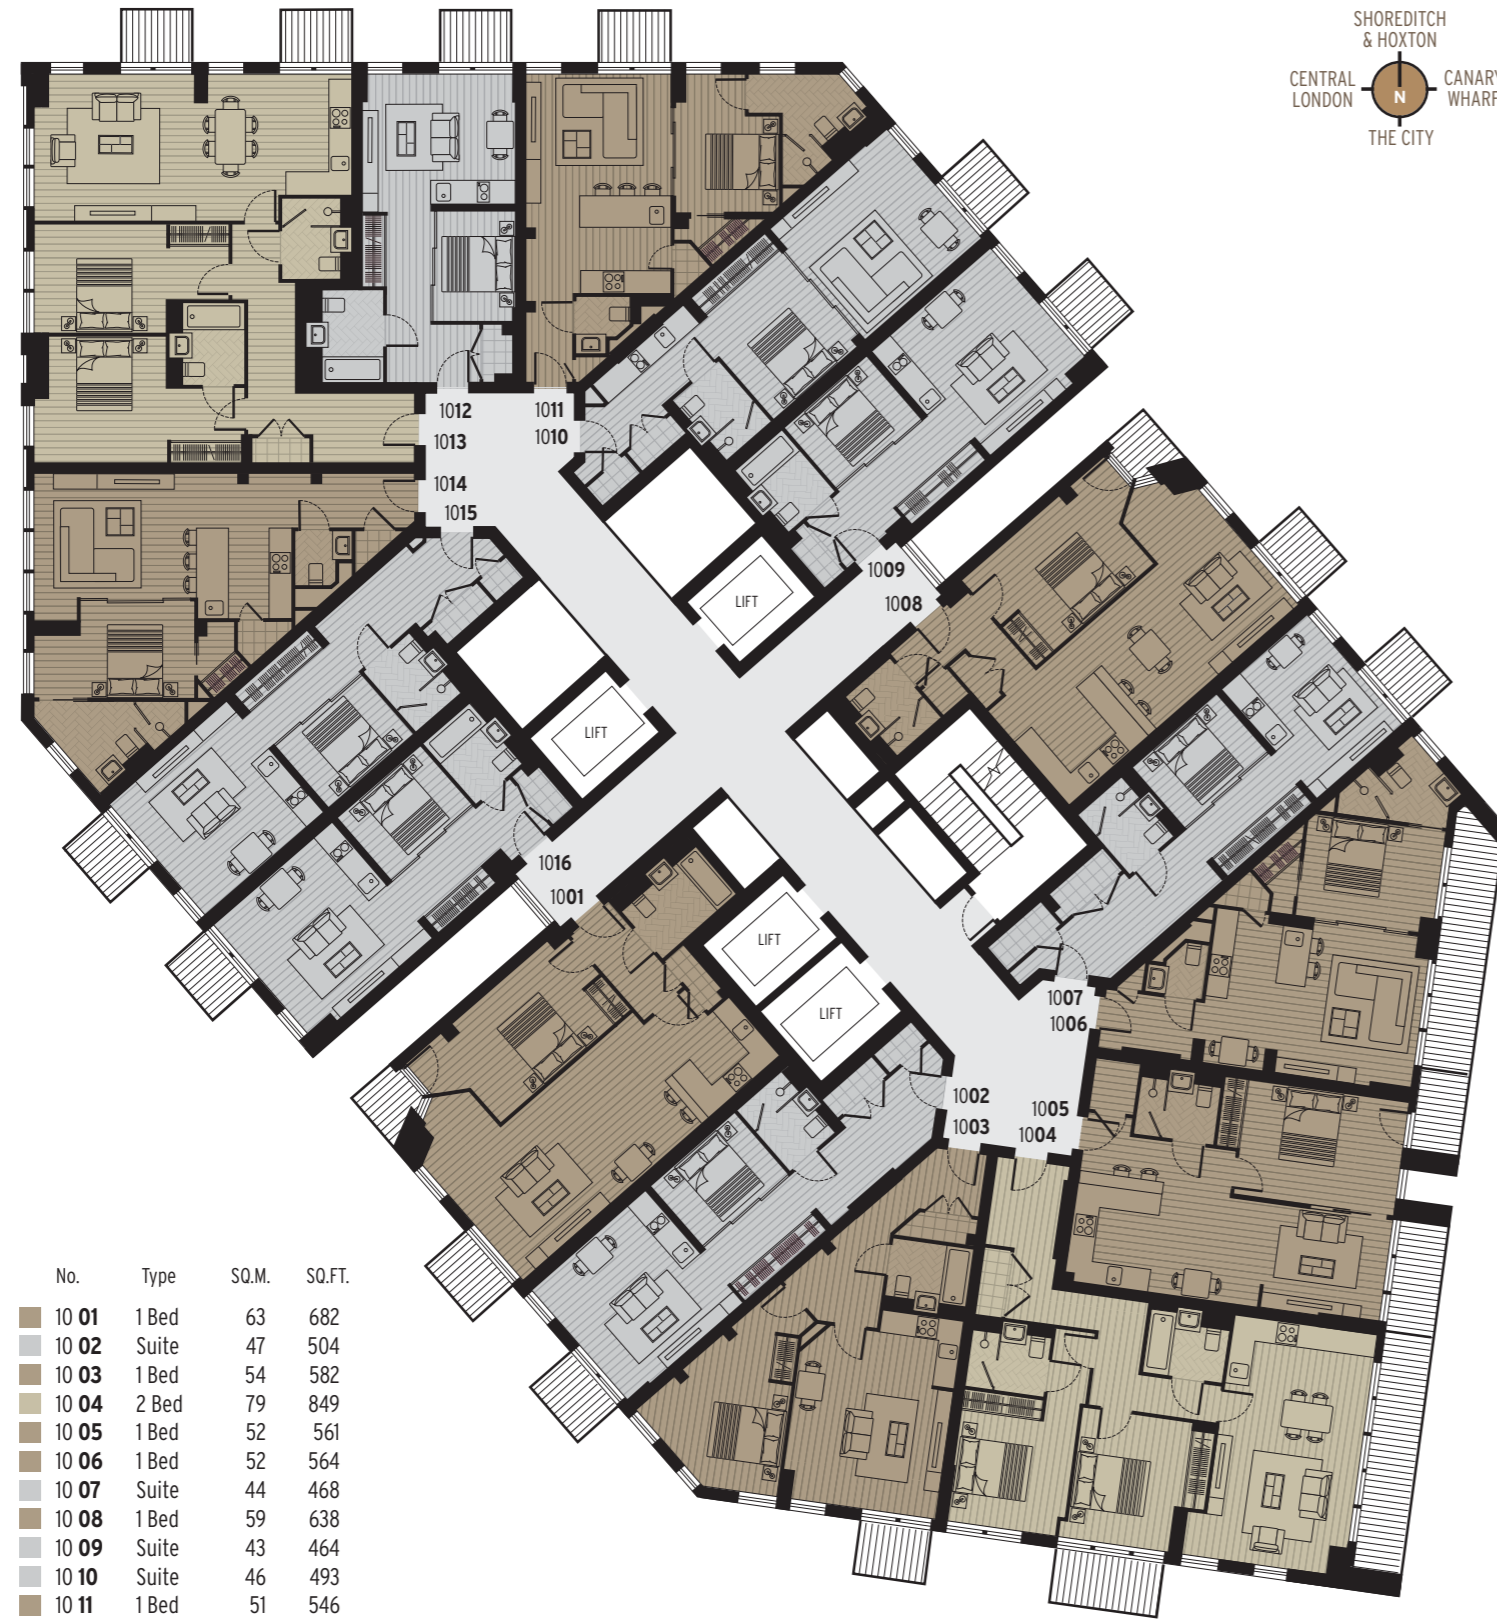 SHOREDITCH
& HOXTON
CENTRAL
LONDON
N
CANARY
WHARF
THE CITY
1012
1011
1013
1010
1014
1015
1009
1008
LIFT
LIFT
1016
1001
LIFT
LIFT
1007
1006
1002
1005
1003
1004
No. Type SQ.M. SQ.FT.
10 01 1 Bed 63 682
10 02 Suite 47 504
10 03 1 Bed 54 582
10 04 2 Bed 79 849
10 05 1 Bed 52 561
10 06 1 Bed 52 564
10 07 Suite 44 468
10 08 1 Bed 59 638
10 09 Suite 43 464
10 10 Suite 46 493
10 11 1 Bed 51 546